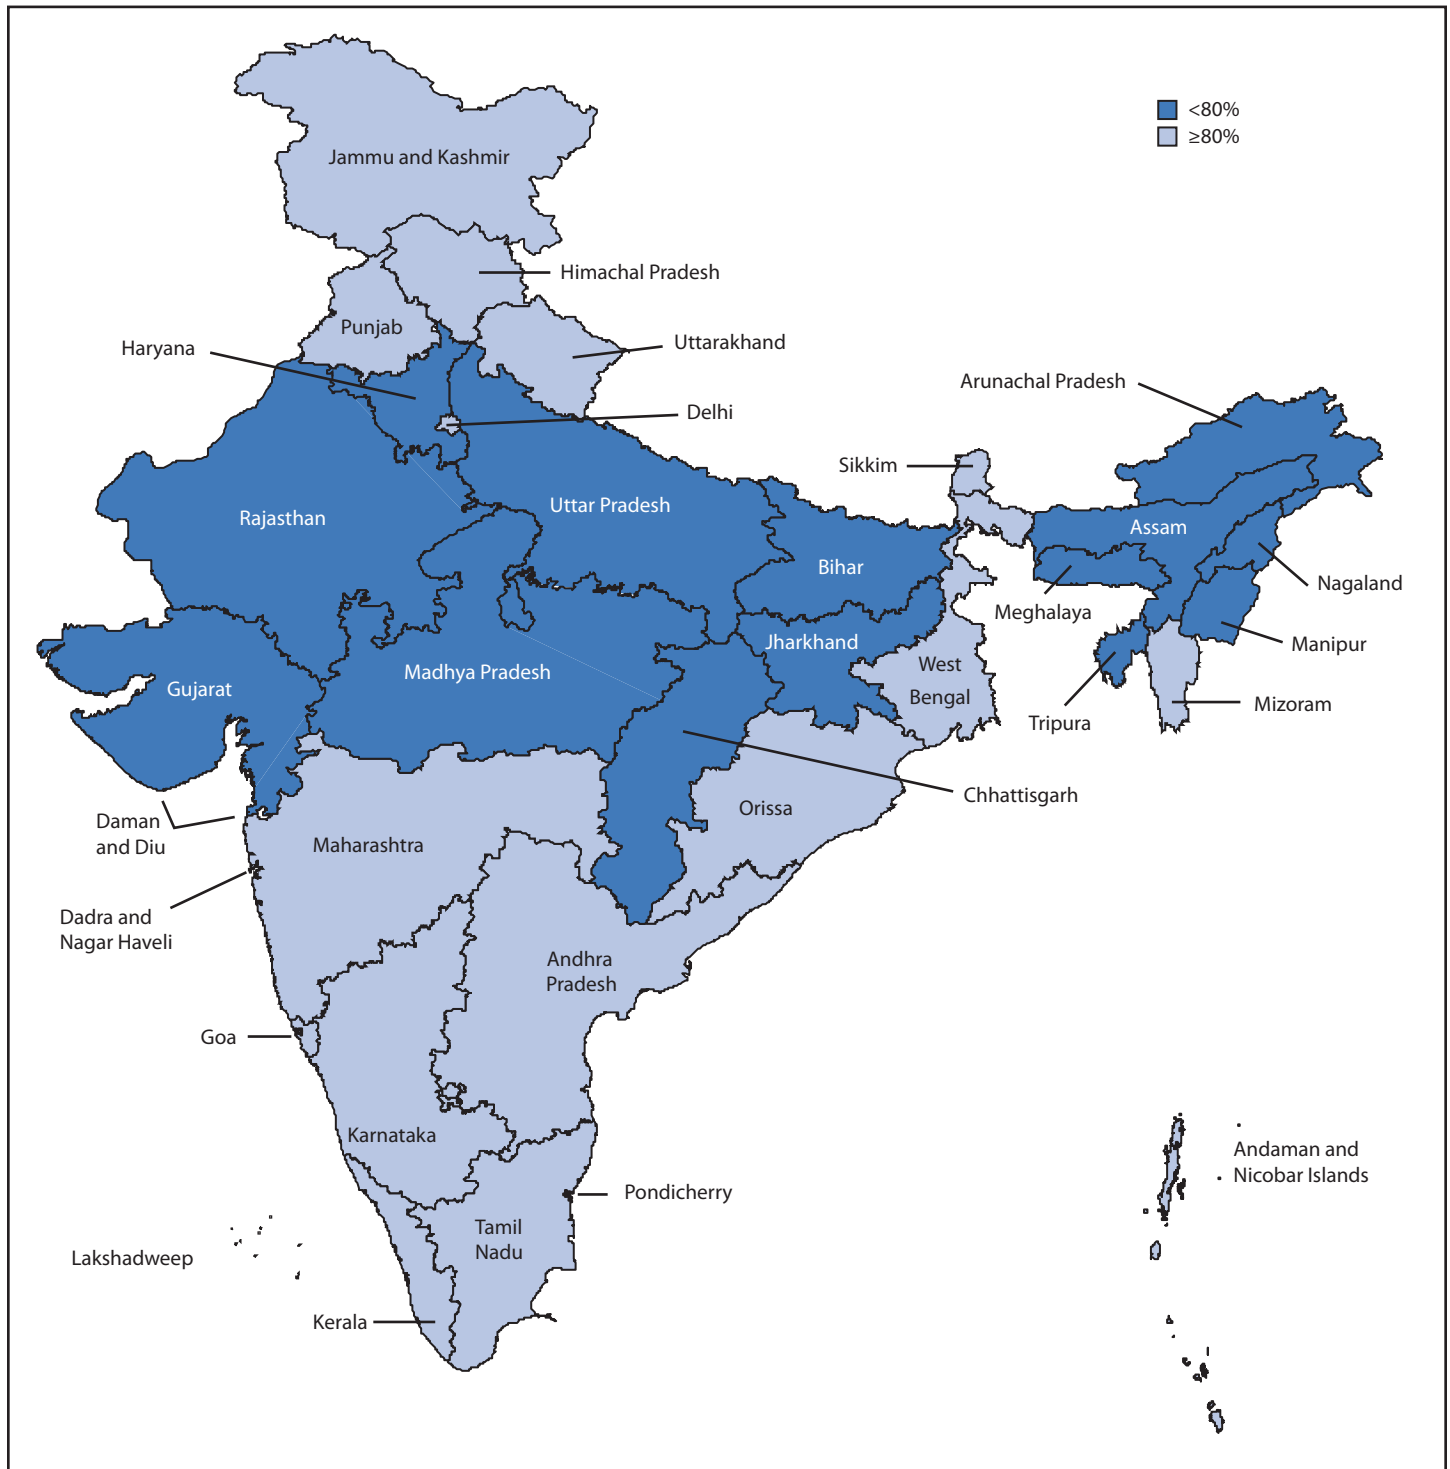 <80%
≥80%
Jammu and Kashmir
Himachal Pradesh
Punjab
Uttarakhand
Haryana
Arunachal Pradesh
Delhi
Sikkim
Uttar Pradesh
Rajasthan
Assam
Bihar
Nagaland
Meghalaya
Jharkhand
Manipur
West
Bengal
Madhya Pradesh
Gujarat
Mizoram
Tripura
Chhattisgarh
Orissa
Daman
and Diu
Maharashtra
Dadra and
Nagar Haveli
Andhra
Pradesh
Goa
Karnataka
Andaman and
Nicobar Islands
Pondicherry
Tamil
Nadu
Lakshadweep
Kerala